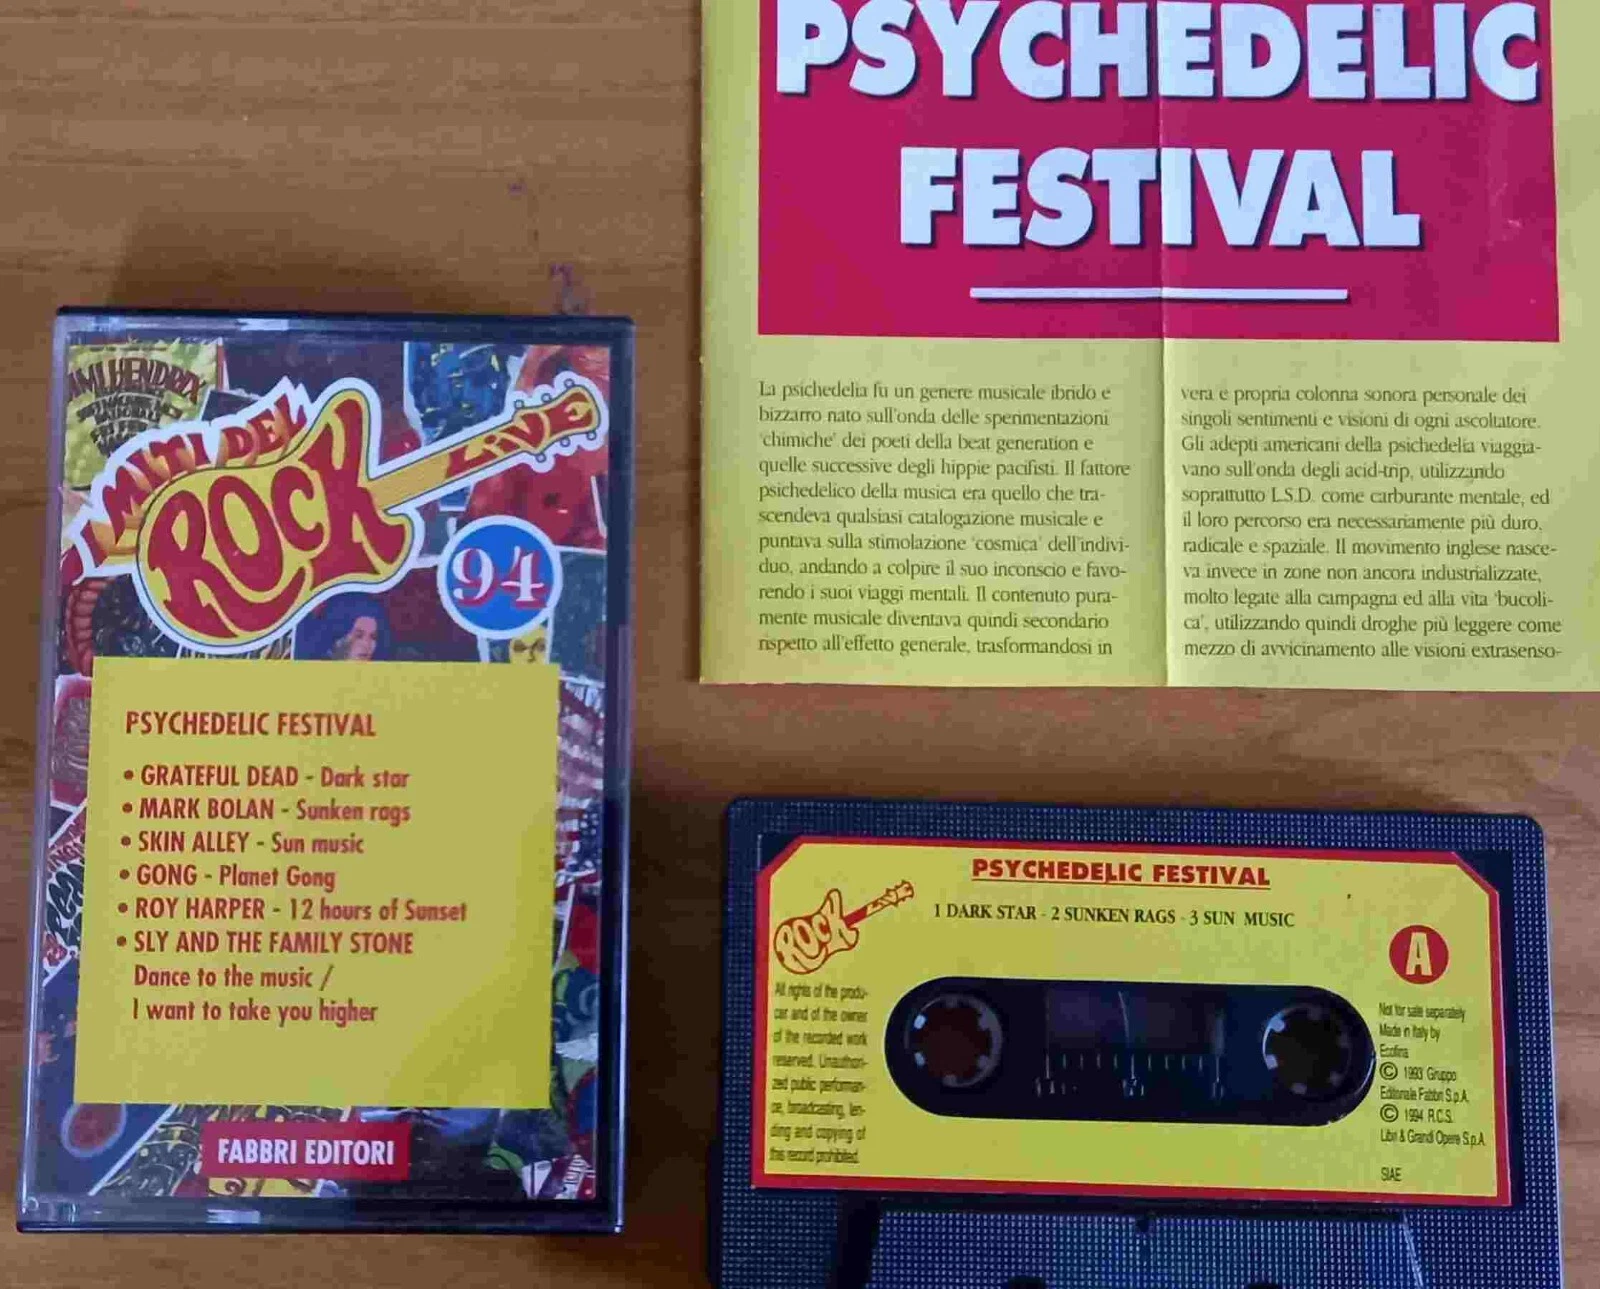 JIMI HENDRIX
I MITI DEL
ROCK
LIVE
94
PSYCHEDELIC FESTIVAL
• GRATEFUL DEAD - Dark star
• MARK BOLAN - Sunken rags
• SKIN ALLEY - Sun music
• GONG - Planet Gong
• ROY HARPER - 12 hours of Sunset
• SLY AND THE FAMILY STONE
Dance to the music /
I want to take you higher
FABBRI EDITORI
PSYCHEDELIC
FESTIVAL
La psichedelia fu un genere musicale ibrido e
bizzarro nato sull'onda delle sperimentazioni
'chimiche' dei poeti della beat generation e
quelle successive degli hippie pacifisti. Il fattore
psichedelico della musica era quello che tra-
scendeva qualsiasi catalogazione musicale e
puntava sulla stimolazione 'cosmica' dell'indivi-
duo, andando a colpire il suo inconscio e favo-
rendo i suoi viaggi mentali. Il contenuto pura-
mente musicale diventava quindi secondario
rispetto all'effetto generale, trasformandosi in
vera e propria colonna sonora personale dei
singoli sentimenti e visioni di ogni ascoltatore.
Gli adepti americani della psichedelia viaggia-
vano sull'onda degli acid-trip, utilizzando
soprattutto L.S.D. come carburante mentale, ed
il loro percorso era necessariamente più duro,
radicale e spaziale. Il movimento inglese nasce-
va invece in zone non ancora industrializzate,
molto legate alla campagna ed alla vita 'bucoli-
ca', utilizzando quindi droghe più leggere come
mezzo di avvicinamento alle visioni extrasenso-
PSYCHEDELIC FESTIVAL
1 DARK STAR - 2 SUNKEN RAGS - 3 SUN MUSIC
ROCK
LIVE
A
All rights of the produ-
cer and of the owner
of the recorded work
reserved. Unauthori-
zed public performan-
ce, broadcasting, len-
ding and copying of
this record prohibited.
Not for sale separately
Made in Italy by
Ecofina
© 1993 Gruppo
Editoriale Fabbri S.p.A.
© 1994 R.C.S.
Libri & Grandi Opere S.p.A
SIAE